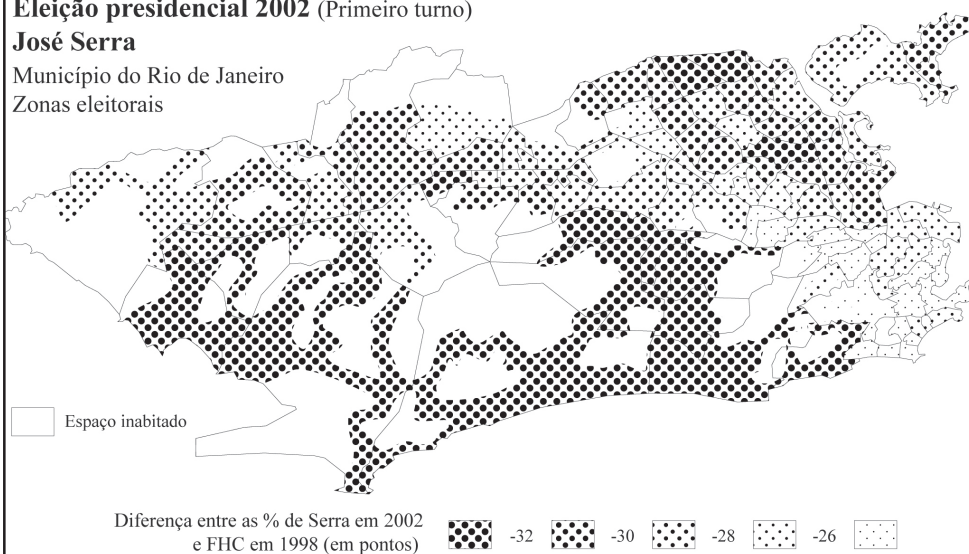 Eleição presidencial 2002 (Primeiro turno)
José Serra
Município do Rio de Janeiro
Zonas eleitorais
Espaço inabitado
Diferença entre as % de Serra em 2002
e FHC em 1998 (em pontos)
-32 -30 -28 -26